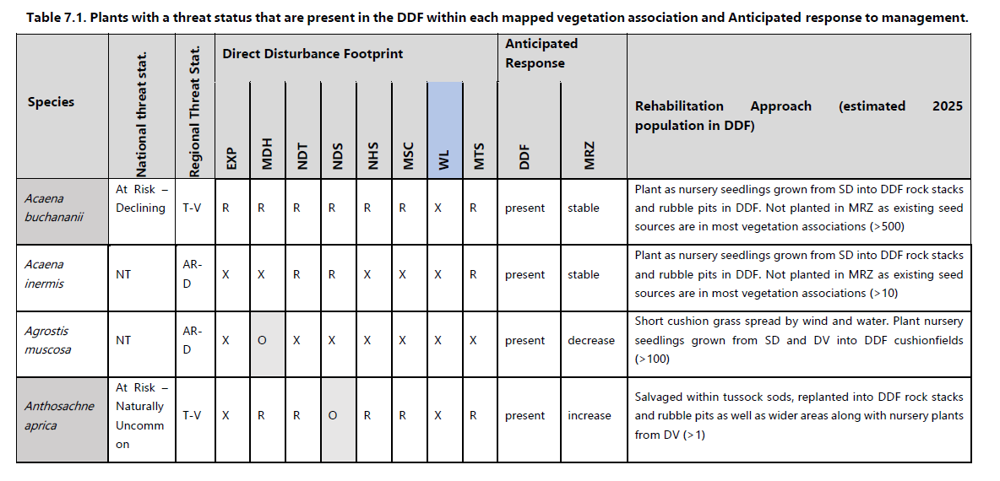 Table 7.1. Plants with a threat status that are present in the DDF within each mapped vegetation association and Anticipated response to management.
Species
National threat stat.
Regional Threat Stat.
Direct Disturbance Footprint
EXP
MDH
NDT
NDS
NHS
MSC
WL
MTS
Anticipated
Response
DDF
MRZ
Rehabilitation Approach (estimated 2025
population in DDF)
Acaena
buchananii
At Risk –
Declining
T-V
R
R
R
R
R
R
X
R
present
stable
Plant as nursery seedlings grown from SD into DDF rock stacks
and rubble pits in DDF. Not planted in MRZ as existing seed
sources are in most vegetation associations (>500)
Acaena
inermis
NT
AR-
D
X
X
R
R
X
X
X
R
present
stable
Plant as nursery seedlings grown from SD into DDF rock stacks
and rubble pits in DDF. Not planted in MRZ as existing seed
sources are in most vegetation associations (>10)
Agrostis
muscosa
NT
AR-
D
X
O
X
X
X
X
X
X
present
decrease
Short cushion grass spread by wind and water. Plant nursery
seedlings grown from SD and DV into DDF cushionfields
(>100)
Anthosachne
aprica
At Risk –
Naturally
Uncomm
on
T-V
X
R
R
O
R
R
X
R
present
increase
Salvaged within tussock sods, replanted into DDF rock stacks
and rubble pits as well as wider areas along with nursery plants
from DV (>1)